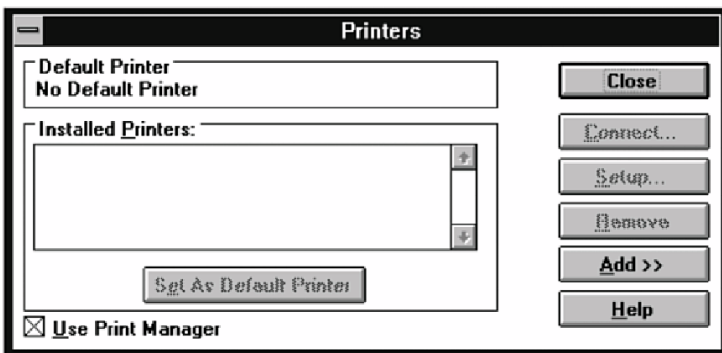 Printers
Default Printer
No Default Printer
Installed Printers:
Set As Default Printer
Use Print Manager
Close
Connect...
Setup...
Remove
Add >>
Help